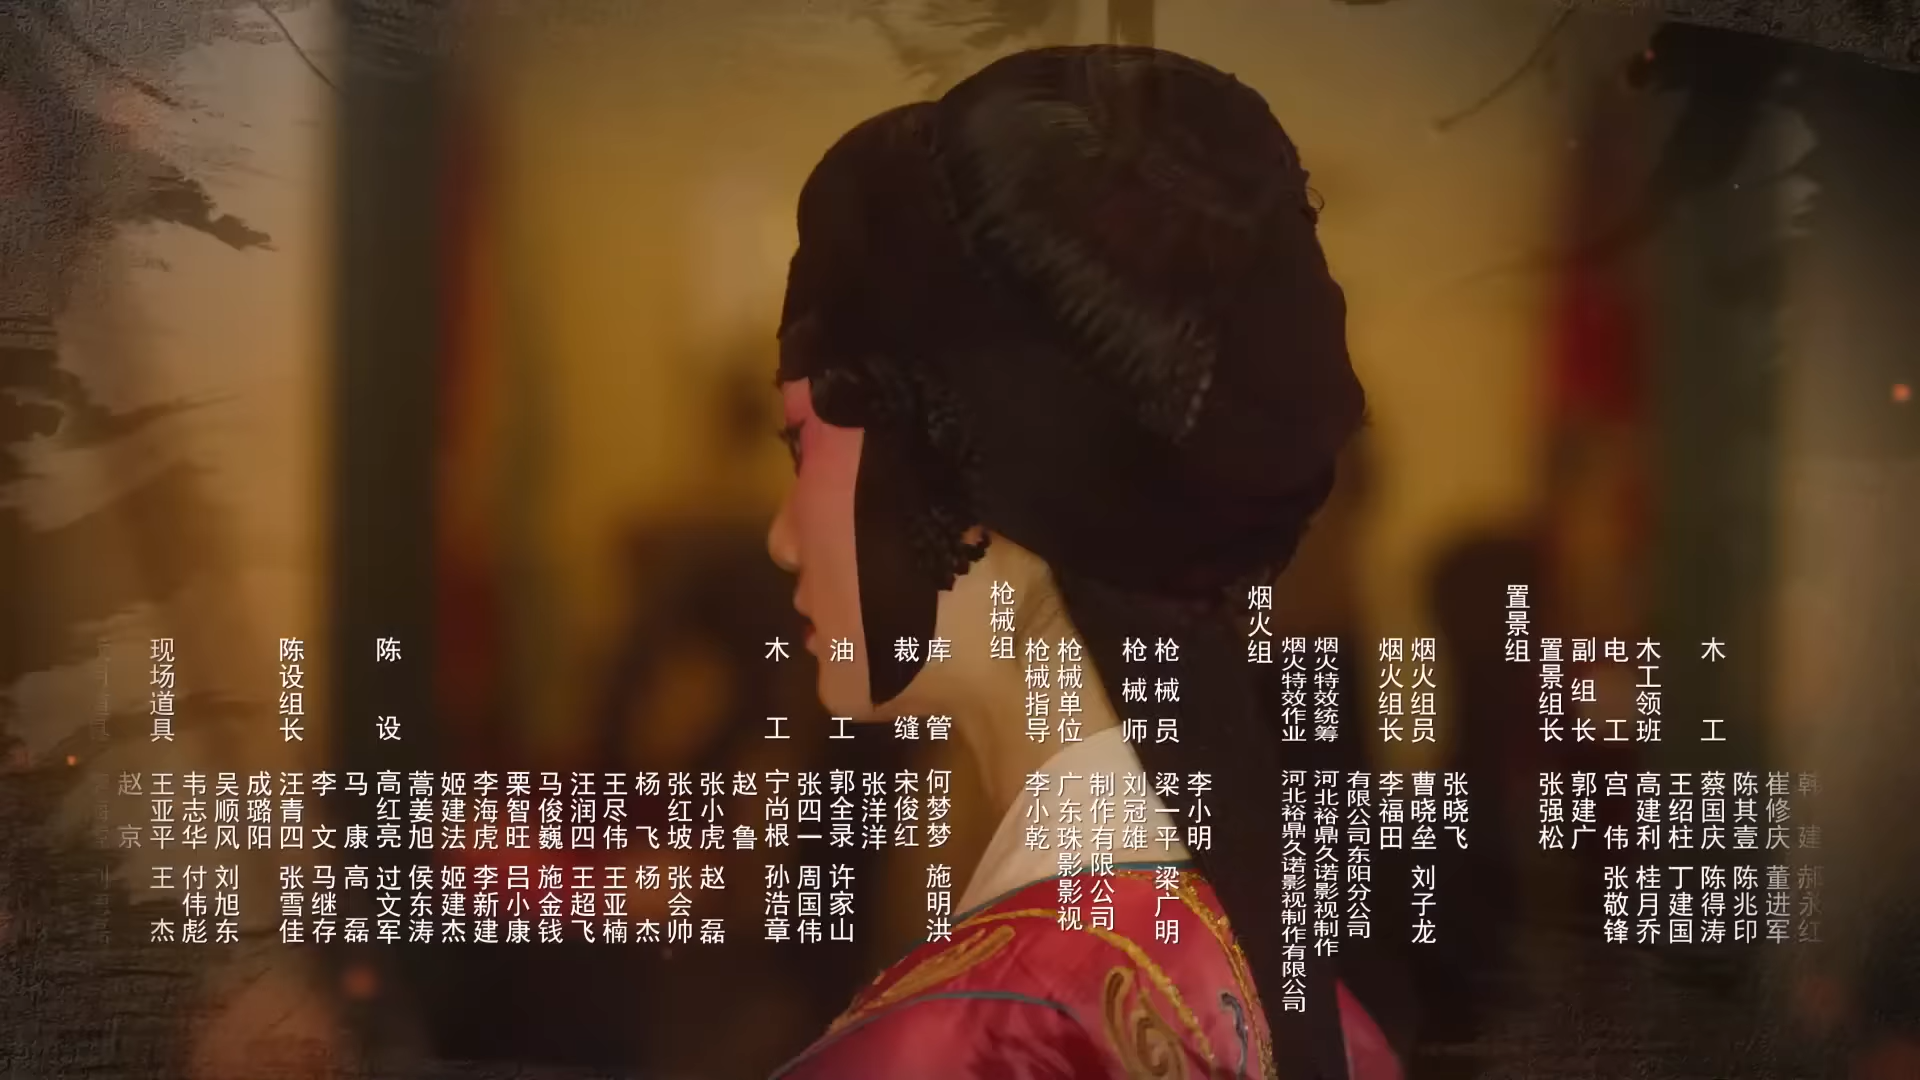 赵京
现场道具
王亚平
王杰
韦志华
付伟彪
吴顺风
刘旭东
成璐阳
陈设组长
汪青四
张雪佳
李文
马继存
马康
高磊
陈设
高红亮
过文军
蒿姜旭
侯东涛
姬建法
姬建杰
李海虎
李新建
栗智旺
吕小康
马俊巍
施金钱
汪润四
王超飞
王尽伟
王亚楠
杨飞
杨杰
张红坡
张会帅
张小虎
赵磊
赵鲁
木工
宁尚根
孙浩章
张四一
周国伟
油工
郭全录
许家山
张洋洋
裁缝
宋俊红
库管
何梦梦
施明洪
枪械组
枪械指导
李小乾
枪械单位
广东珠影影视
制作有限公司
枪械师
刘冠雄
枪械员
梁一平
梁广明
李小明
烟火组
烟火特效作业
河北裕鼎久诺影视制作有限公司
烟火特效统筹
河北裕鼎久诺影视制作
有限公司东阳分公司
烟火组长
李福田
烟火组员
曹晓垒
刘子龙
张晓飞
置景组
置景组长
张强松
副组长
郭建广
电工
宫伟
张敬锋
木工领班
高建利
桂月乔
王绍柱
丁建国
木工
蔡国庆
陈得涛
陈其壹
陈兆印
崔修庆
董进军
韩建
郝永红